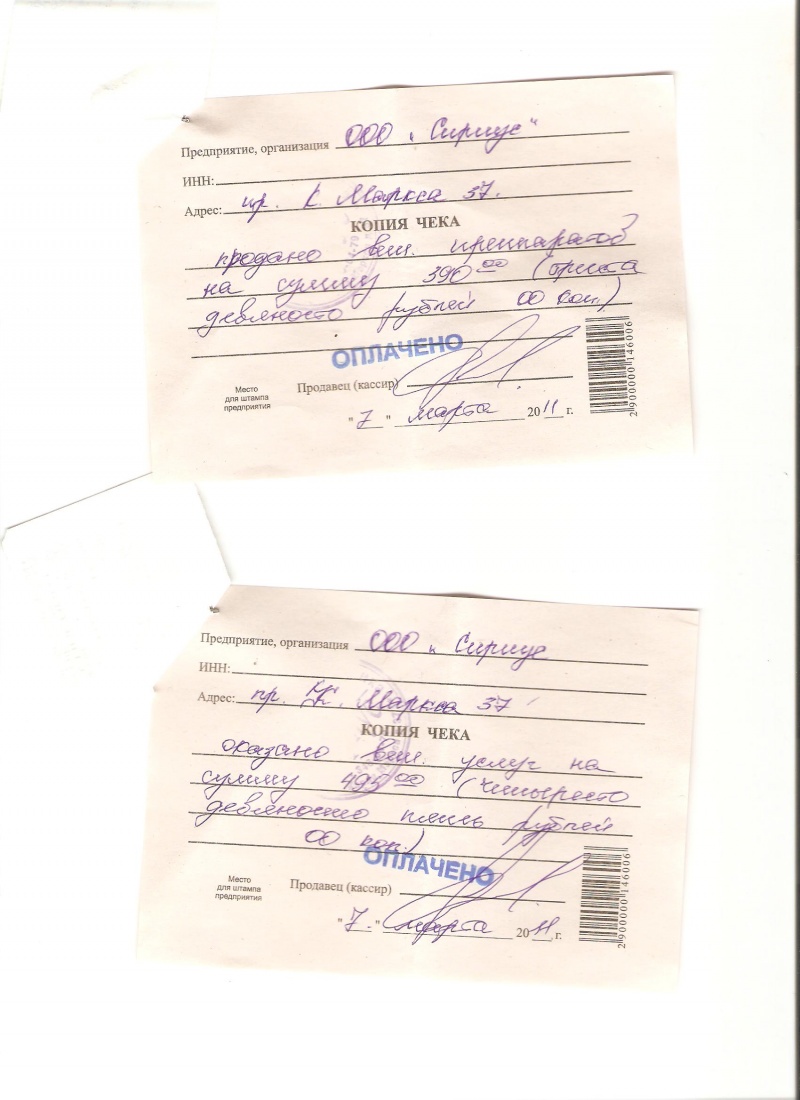 Предприятие, организация ООО „Сириус"
ИНН:
Адрес: пр. К Маркса 37.
КОПИЯ ЧЕКА
продано вет. препаратов
на сумму 390 00 (триста
девяносто рублей 00 коп.)
ОПЛАЧЕНО
Место
для штампа
предприятия
Продавец (кассир)
"7" марта 2011 г.
2900000146006
Предприятие, организация ООО „ Сириус
ИНН:
Адрес: пр. К. Маркса 37
КОПИЯ ЧЕКА
оказано вет. услуг на
сумму 495 00 (четыресто
девяносто пять рублей
00 коп.)
ОПЛАЧЕНО
Место
для штампа
предприятия
Продавец (кассир)
"7." марта 2011 г.
2900000146006